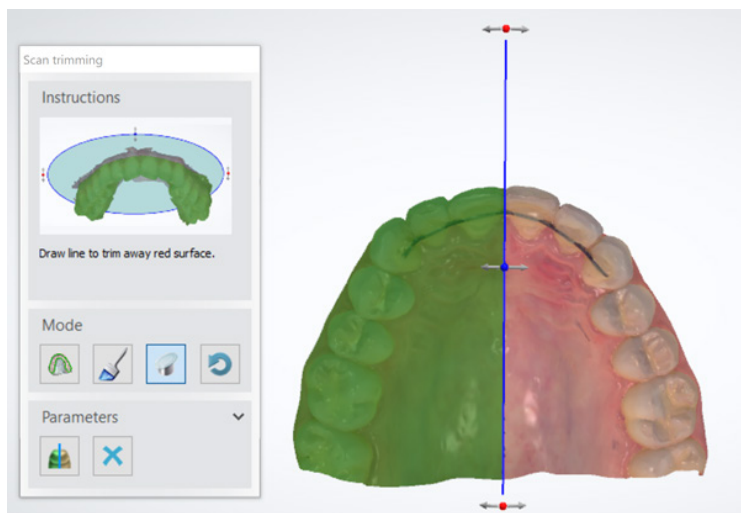 Scan trimming
Instructions
Draw line to trim away red surface.
Mode
Parameters